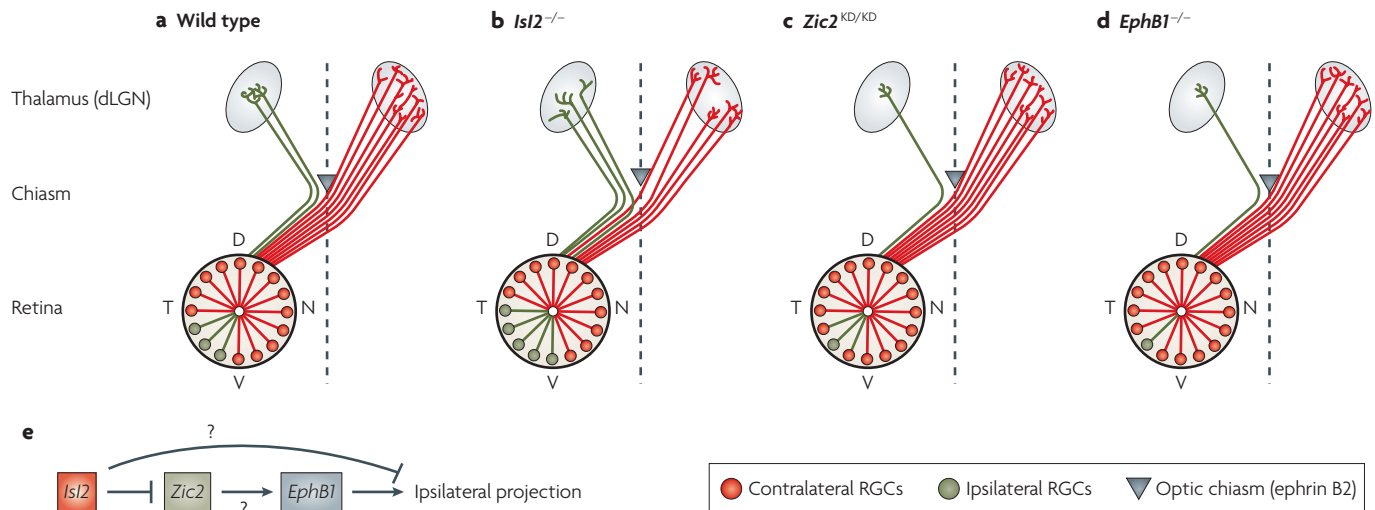 a Wild type
b Isl2−/−
c Zic2KD/KD
d EphB1−/−
Thalamus (dLGN)
Chiasm
D
D
D
D
Retina
T
N
T
N
T
N
T
N
V
V
V
V
e
?
Isl2
Zic2
EphB1
Ipsilateral projection
?
Contralateral RGCs
Ipsilateral RGCs
Optic chiasm (ephrin B2)